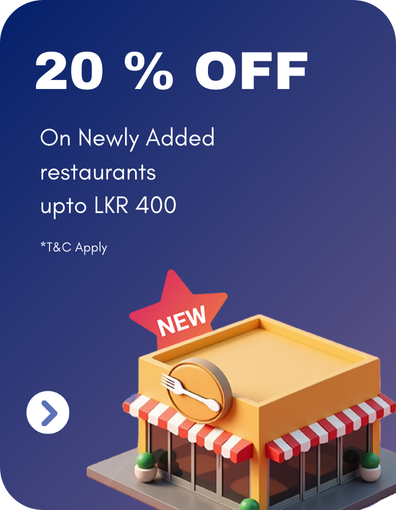 20 % OFF
On Newly Added
restaurants
upto LKR 400
*T&C Apply
NEW